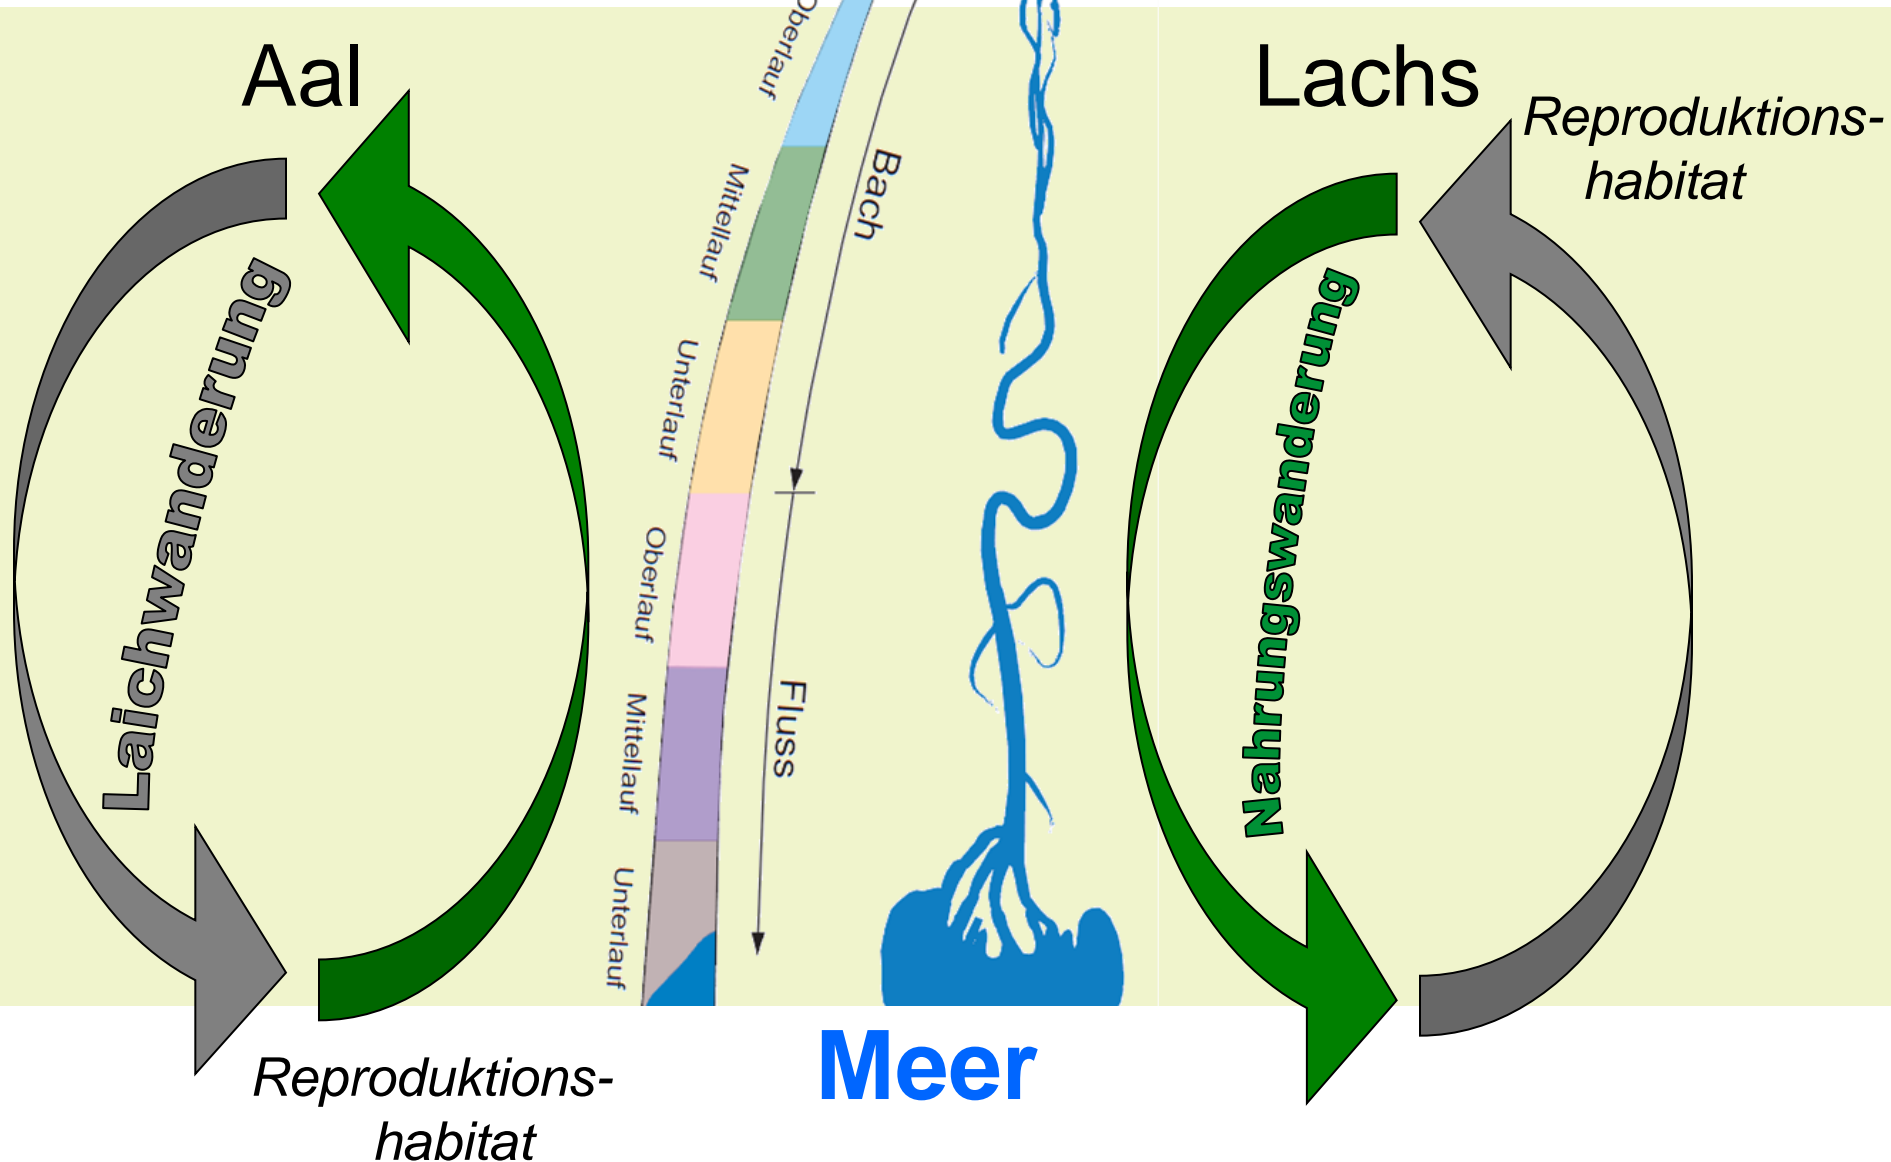 Aal
Laichwanderung
Reproduktions-
habitat
Oberlauf
Mittellauf
Unterlauf
Oberlauf
Mittellauf
Unterlauf
Bach
Fluss
Meer
Lachs
Reproduktions-
habitat
Nahrungswanderung